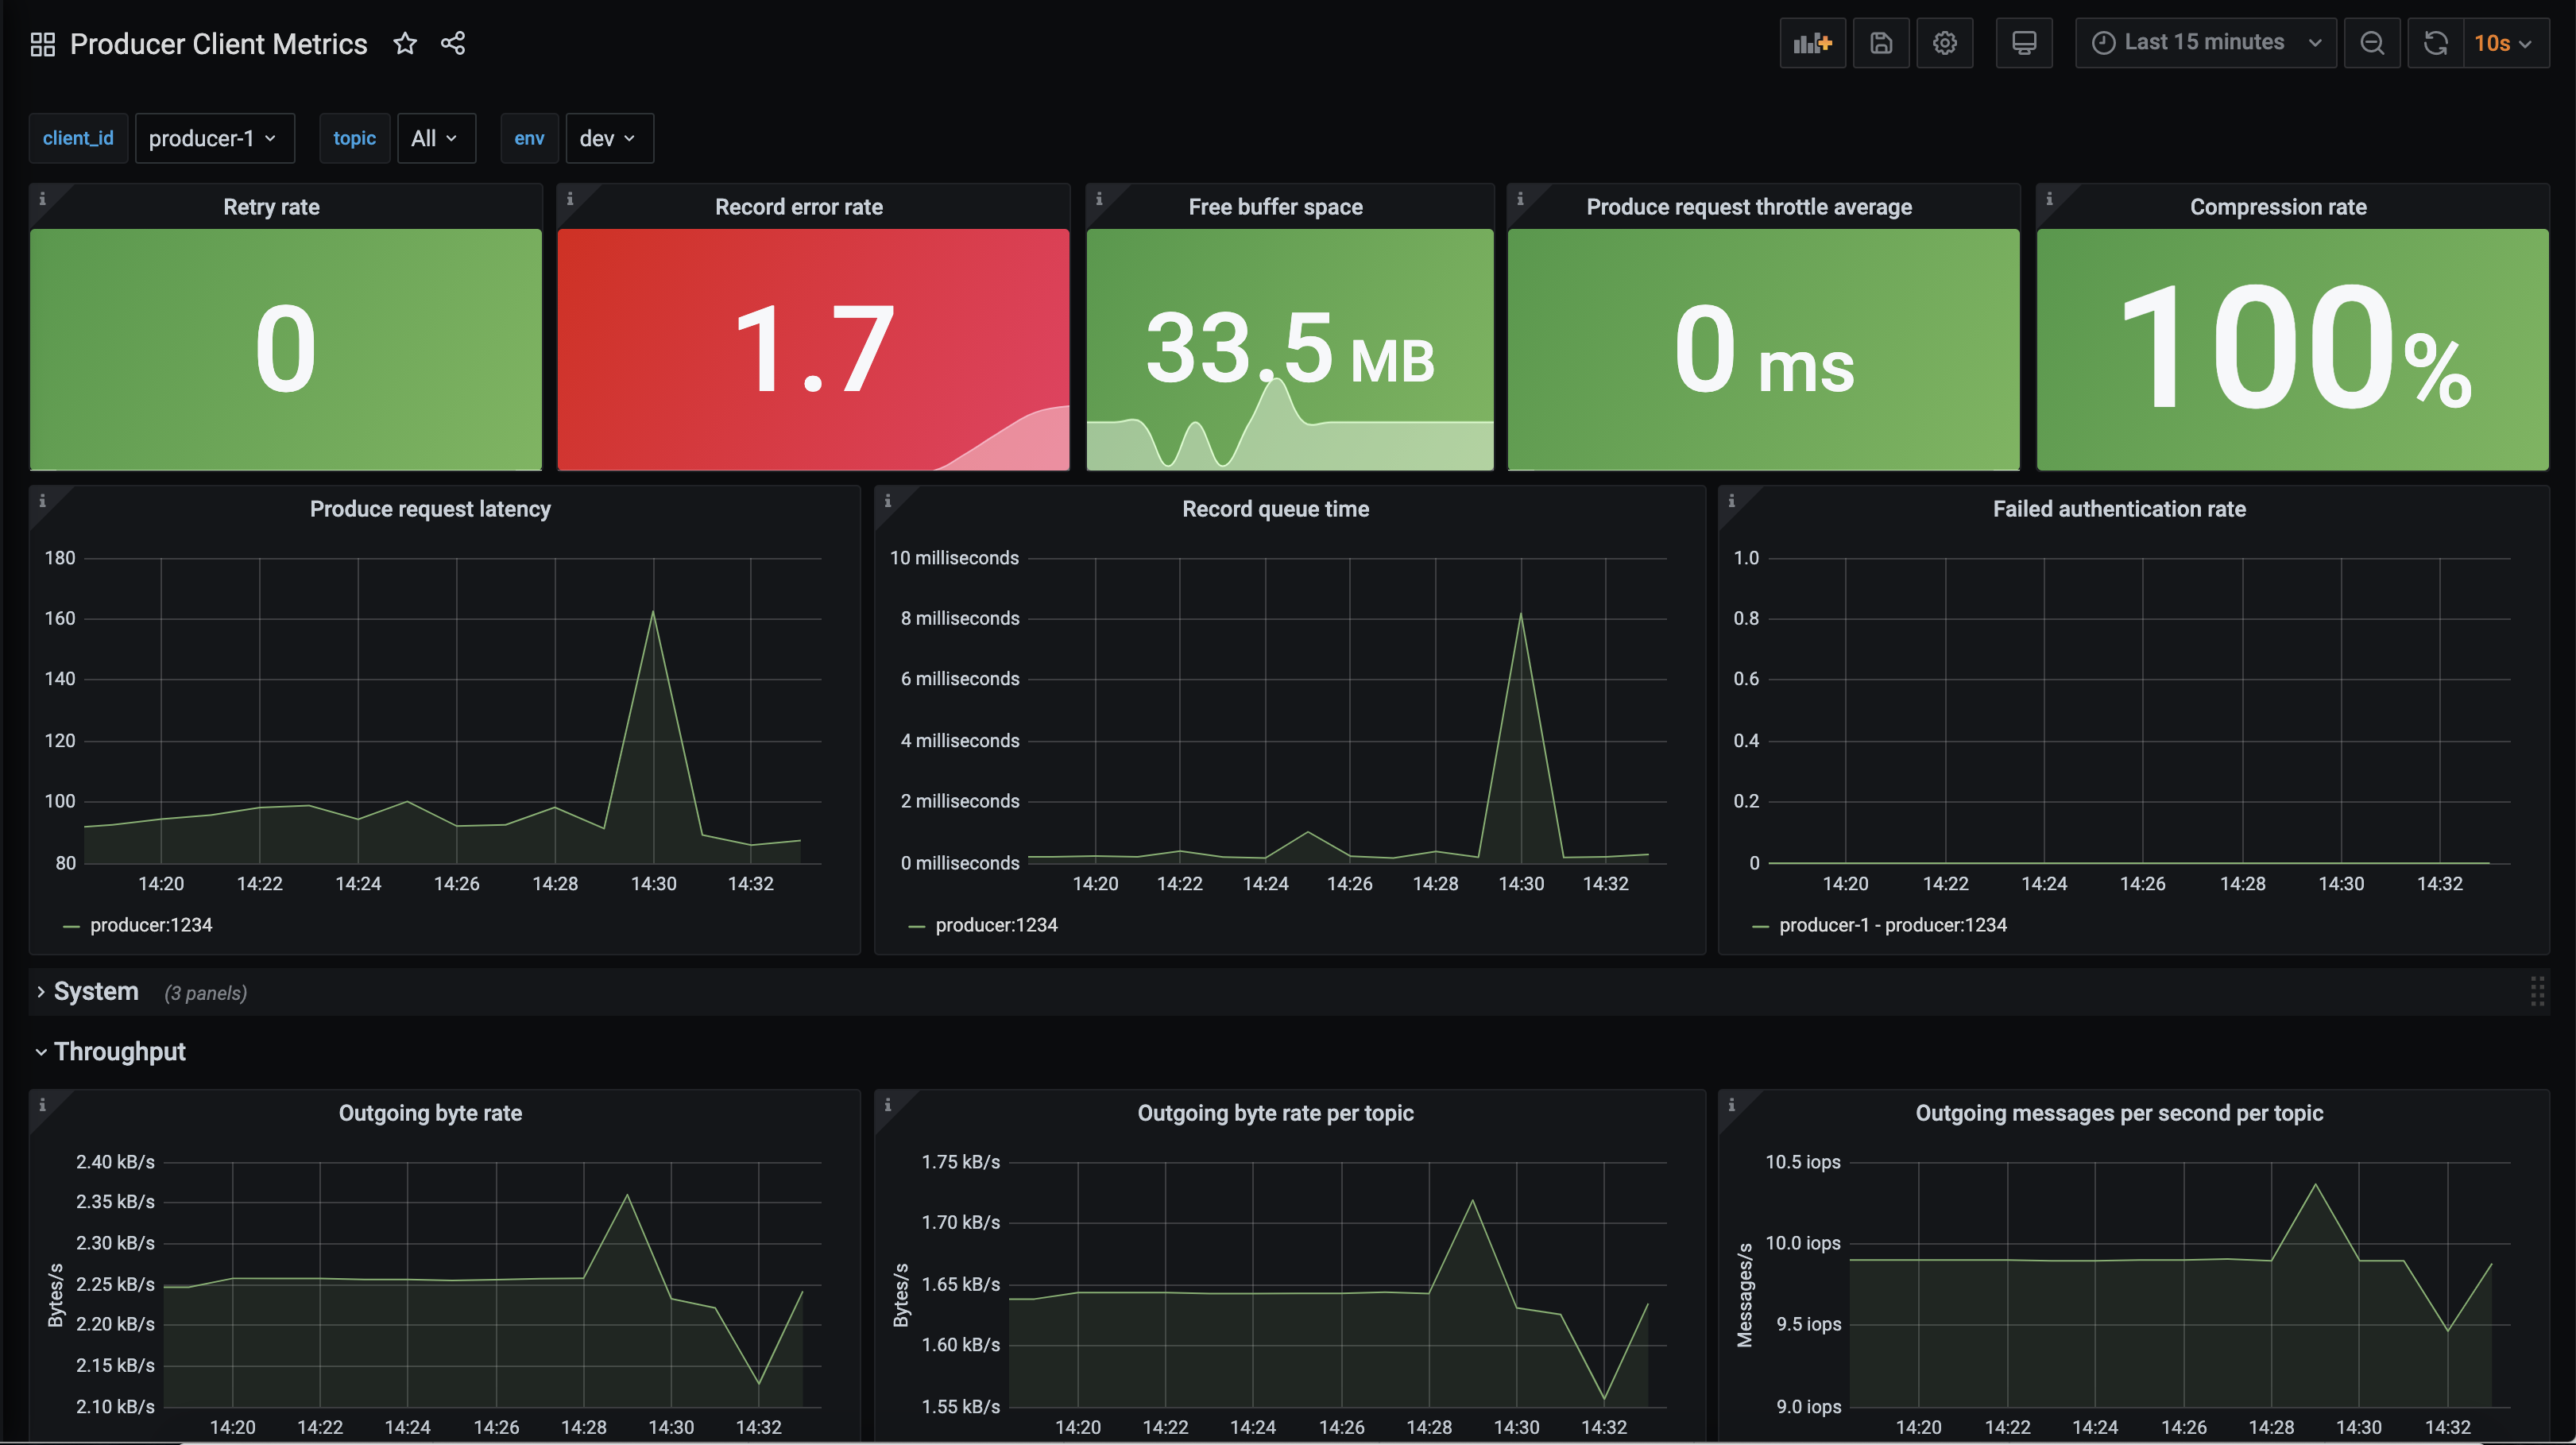 Producer Client Metrics
Last 15 minutes
10s
client_id producer-1 topic All env dev
Retry rate
0
Record error rate
1.7
Free buffer space
33.5 MB
Produce request throttle average
0 ms
Compression rate
100%
Produce request latency
180
160
140
120
100
80
14:20 14:22 14:24 14:26 14:28 14:30 14:32
producer:1234
Record queue time
10 milliseconds
8 milliseconds
6 milliseconds
4 milliseconds
2 milliseconds
0 milliseconds
14:20 14:22 14:24 14:26 14:28 14:30 14:32
producer:1234
Failed authentication rate
1.0
0.8
0.6
0.4
0.2
0
14:20 14:22 14:24 14:26 14:28 14:30 14:32
producer-1 - producer:1234
System (3 panels)
Throughput
Outgoing byte rate
Bytes/s
2.40 kB/s
2.35 kB/s
2.30 kB/s
2.25 kB/s
2.20 kB/s
2.15 kB/s
2.10 kB/s
14:20 14:22 14:24 14:26 14:28 14:30 14:32
Outgoing byte rate per topic
Bytes/s
1.75 kB/s
1.70 kB/s
1.65 kB/s
1.60 kB/s
1.55 kB/s
14:20 14:22 14:24 14:26 14:28 14:30 14:32
Outgoing messages per second per topic
Messages/s
10.5 iops
10.0 iops
9.5 iops
9.0 iops
14:20 14:22 14:24 14:26 14:28 14:30 14:32